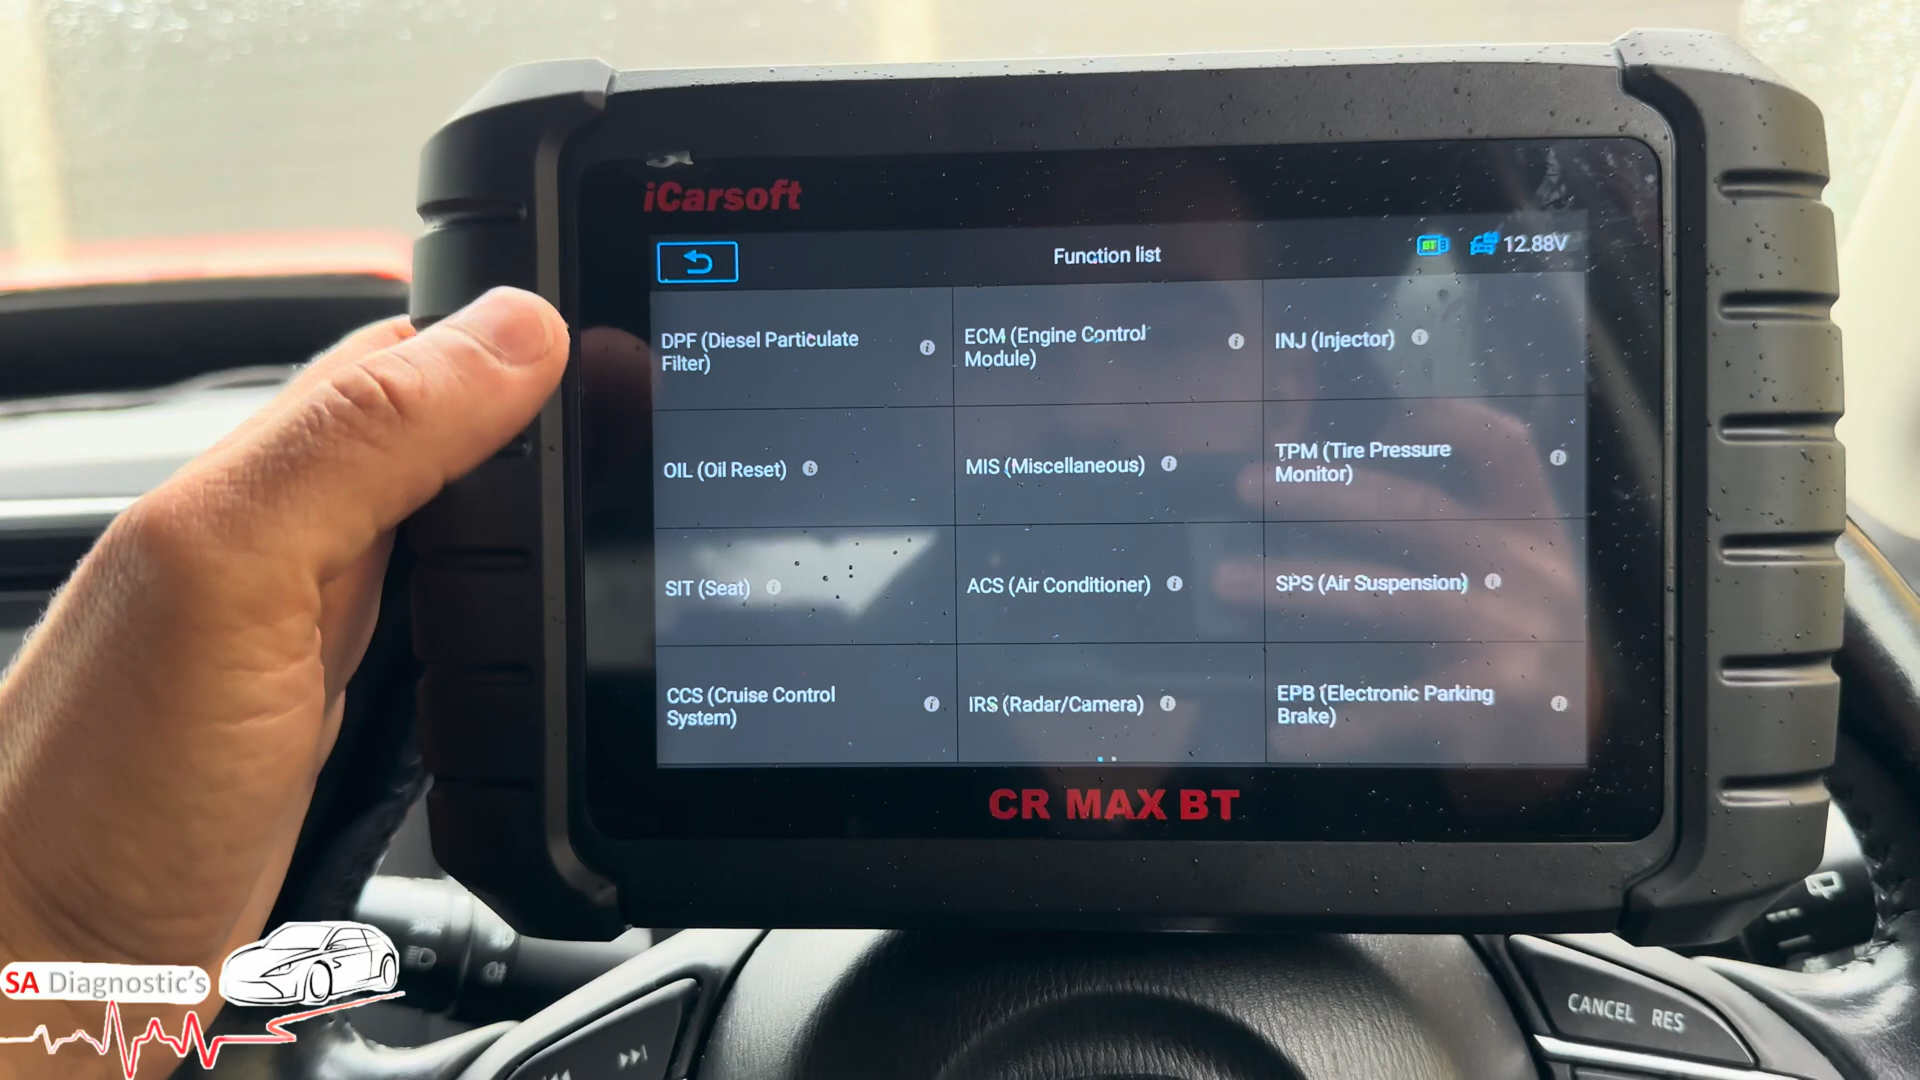 iCarsoft
Function list
BT
12.88V
DPF (Diesel Particulate
Filter)
ECM (Engine Control
Module)
INJ (Injector)
OIL (Oil Reset)
MIS (Miscellaneous)
TPM (Tire Pressure
Monitor)
SIT (Seat)
ACS (Air Conditioner)
SPS (Air Suspension)
CCS (Cruise Control
System)
IRS (Radar/Camera)
EPB (Electronic Parking
Brake)
CR MAX BT
SA Diagnostic's
CANCEL RES